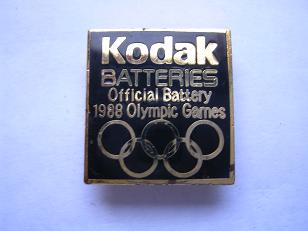 Kodak
BATTERIES
Official Battery
1988 Olympic Games